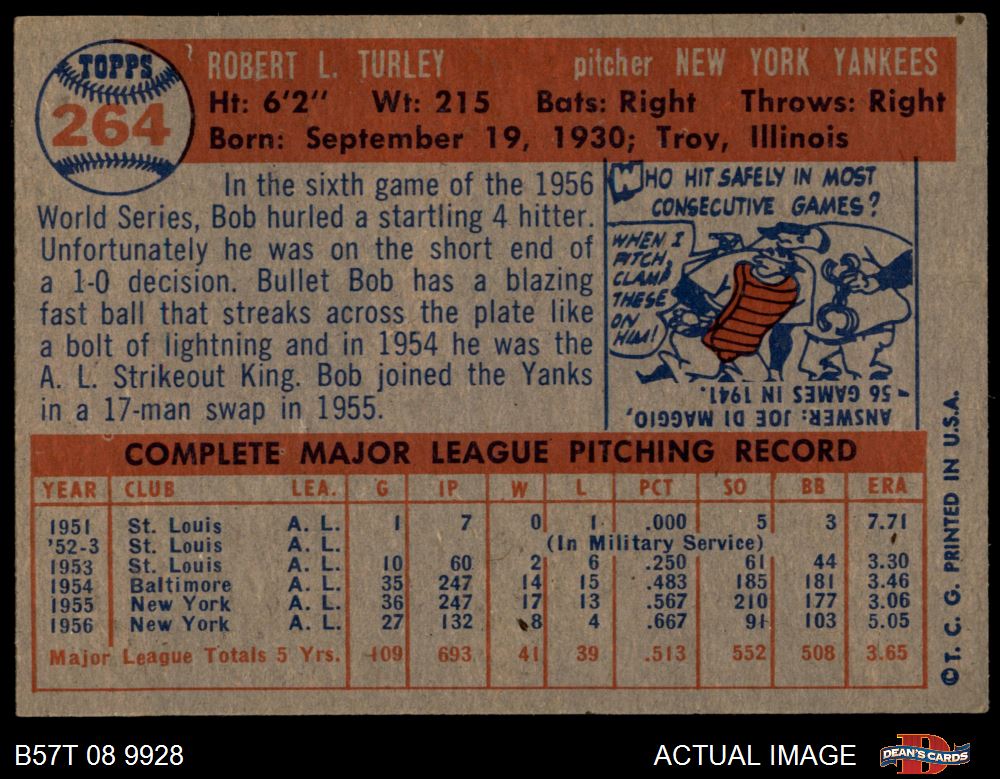 TOPPS
264
ROBERT L. TURLEY pitcher NEW YORK YANKEES
Ht: 6'2" Wt: 215 Bats: Right Throws: Right
Born: September 19, 1930; Troy, Illinois
In the sixth game of the 1956
World Series, Bob hurled a startling 4 hitter.
Unfortunately he was on the short end of
a 1-0 decision. Bullet Bob has a blazing
fast ball that streaks across the plate like
a bolt of lightning and in 1954 he was the
A. L. Strikeout King. Bob joined the Yanks
in a 17-man swap in 1955.
WHO HIT SAFELY IN MOST
CONSECUTIVE GAMES?
WHEN I
PITCH,
CLAMP
THESE
ON
HIM!
ANSWER: JOE DI MAGGIO,
- 56 GAMES IN 1941.
COMPLETE MAJOR LEAGUE PITCHING RECORD
YEAR CLUB LEA. G IP W L PCT SO BB ERA
1951 St. Louis A. L. 1 7 0 1 .000 5 3 7.71
'52-3 St. Louis A. L. (In Military Service)
1953 St. Louis A. L. 10 60 2 6 .250 61 44 3.30
1954 Baltimore A. L. 35 247 14 15 .483 185 181 3.46
1955 New York A. L. 36 247 17 13 .567 210 177 3.06
1956 New York A. L. 27 132 8 4 .667 91 103 5.05
Major League Totals 5 Yrs. 109 693 41 39 .513 552 508 3.65
©T. C. G. PRINTED IN U.S.A.
B57T 08 9928 ACTUAL IMAGE
DEAN'S CARDS